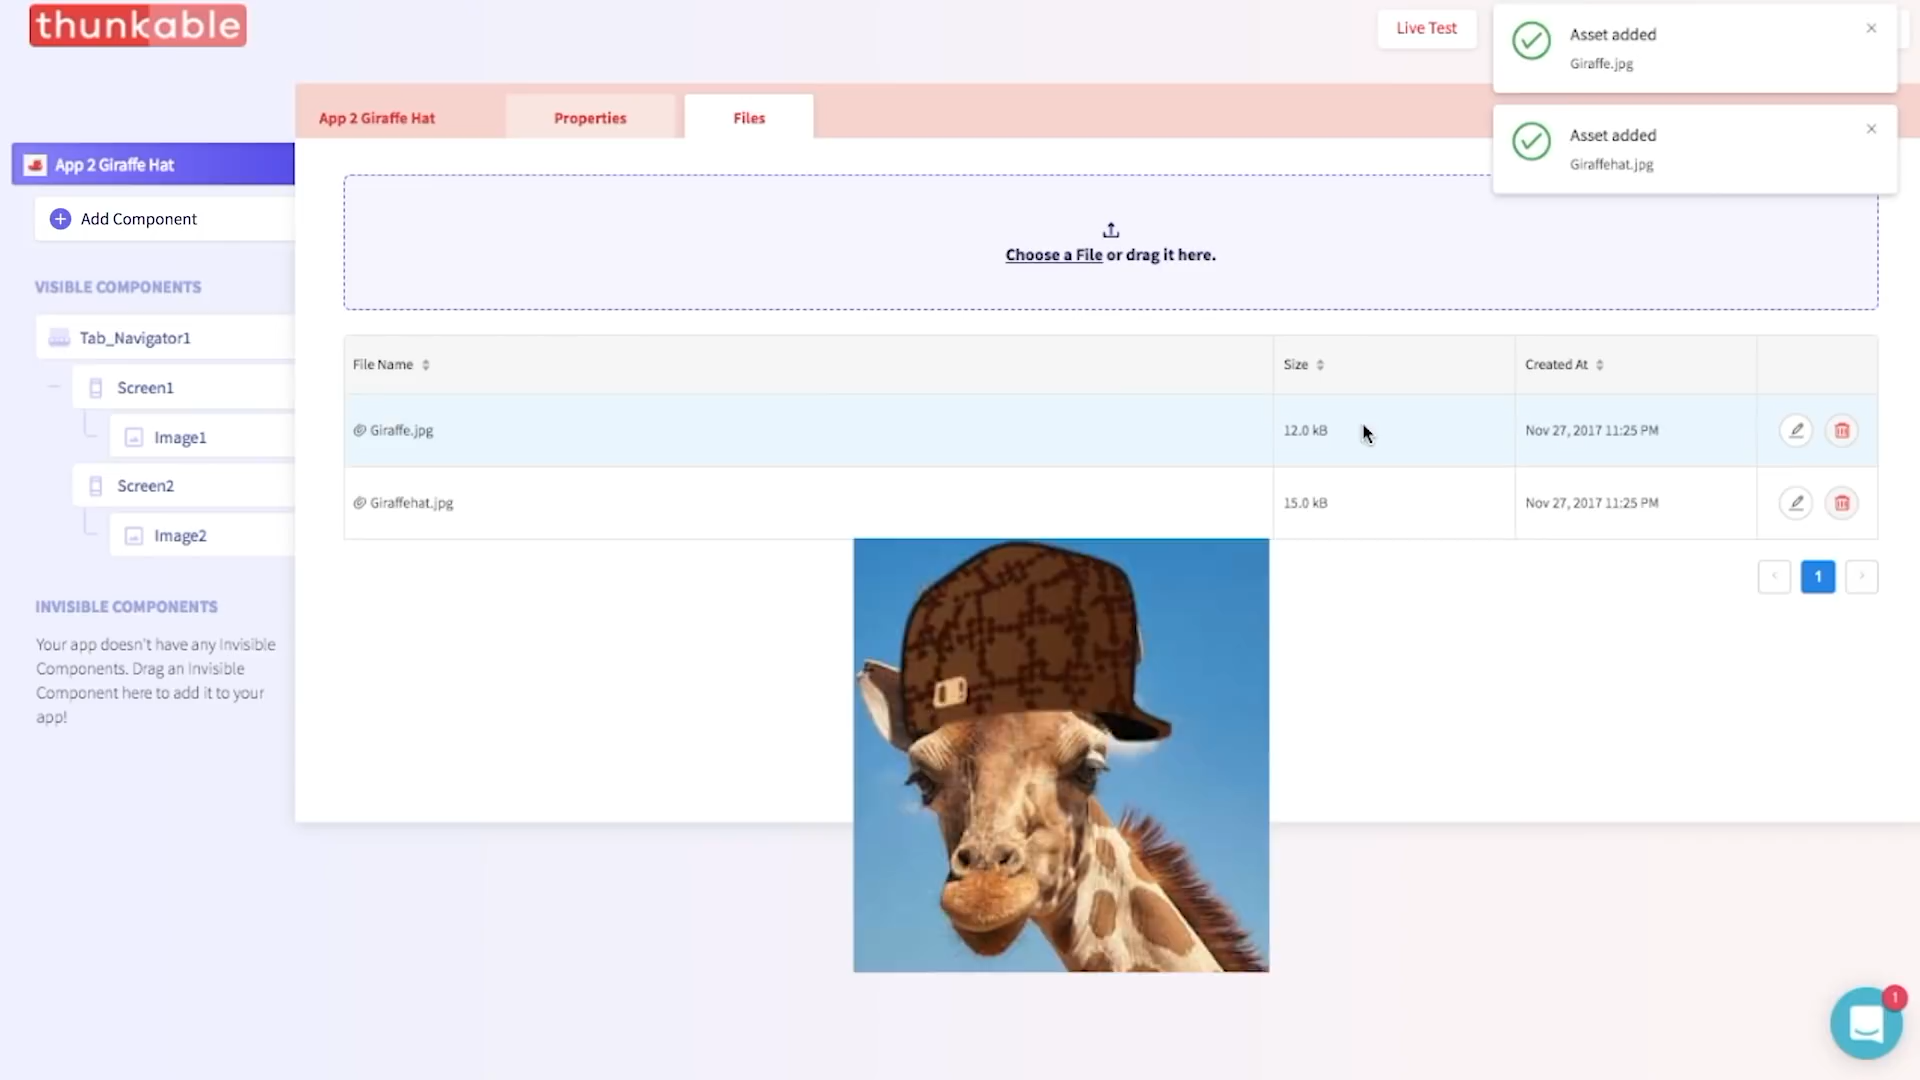 thunkable
Live Test
Asset added
Giraffe.jpg
Asset added
Giraffehat.jpg
App 2 Giraffe Hat
Properties
Files
App 2 Giraffe Hat
Add Component
Choose a File or drag it here.
VISIBLE COMPONENTS
Tab_Navigator1
Screen1
Image1
Screen2
Image2
File Name
Size
Created At
Giraffe.jpg
12.0 kB
Nov 27, 2017 11:25 PM
Giraffehat.jpg
15.0 kB
Nov 27, 2017 11:25 PM
1
INVISIBLE COMPONENTS
Your app doesn't have any Invisible
Components. Drag an Invisible
Component here to add it to your
app!
1